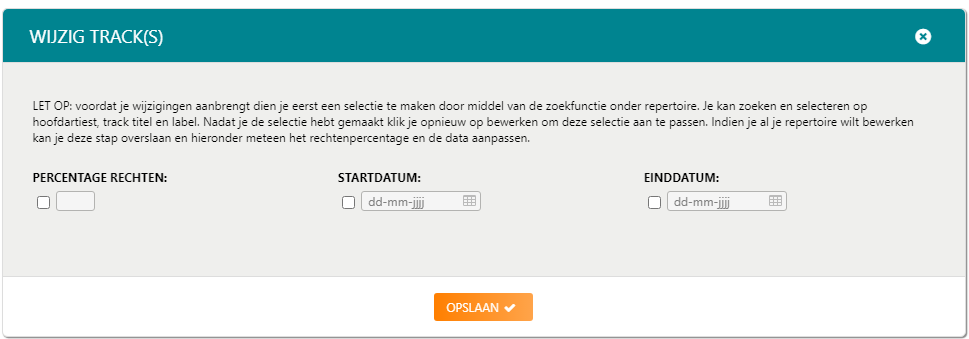 WIJZIG TRACK(S)
LET OP: voordat je wijzigingen aanbrengt dien je eerst een selectie te maken door middel van de zoekfunctie onder repertoire. Je kan zoeken en selecteren op
hoofdartiest, track titel en label. Nadat je de selectie hebt gemaakt klik je opnieuw op bewerken om deze selectie aan te passen. Indien je al je repertoire wilt bewerken
kan je deze stap overslaan en hieronder meteen het rechtenpercentage en de data aanpassen.
PERCENTAGE RECHTEN: STARTDATUM: EINDDATUM:
dd-mm-jjjj dd-mm-jjjj
OPSLAAN